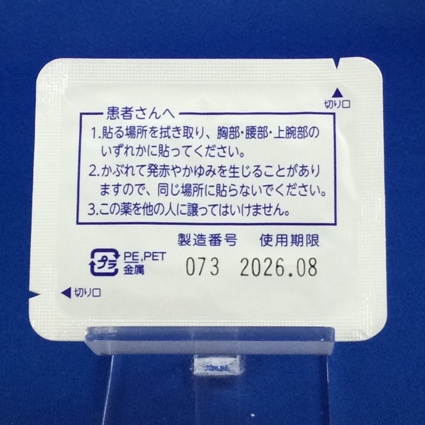 切り口
患者さんへ
1.貼る場所を拭き取り、胸部・腰部・上腕部の
いずれかに貼ってください。
2.かぶれて発赤やかゆみを生じることがあり
ますので、同じ場所に貼らないでください。
3.この薬を他の人に譲ってはいけません。
製造番号 使用期限
プラ PE,PET 073 2026.08
金属
切り口